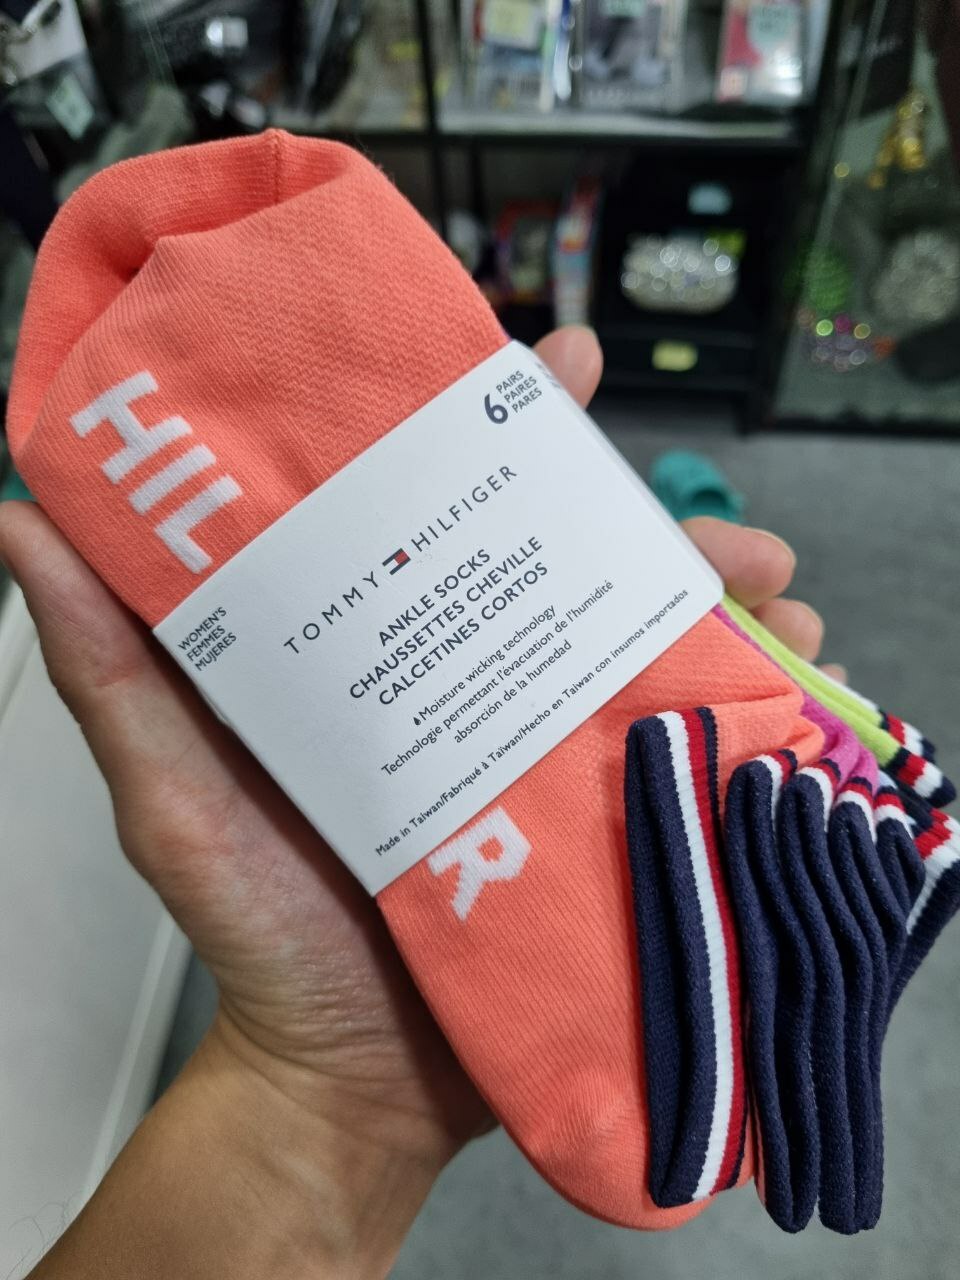 HIL
6 PAIRS
PAIRES
PARES
TOMMY HILFIGER
ANKLE SOCKS
CHAUSSETTES CHEVILLE
CALCETINES CORTOS
WOMEN'S
FEMMES
MUJERES
Moisture wicking technology
Technologie permettant l'évacuation de l'humidité
absorción de la humedad
Made in Taiwan/Fabriqué à Taïwan/Hecho en Taiwan con insumos importados
R